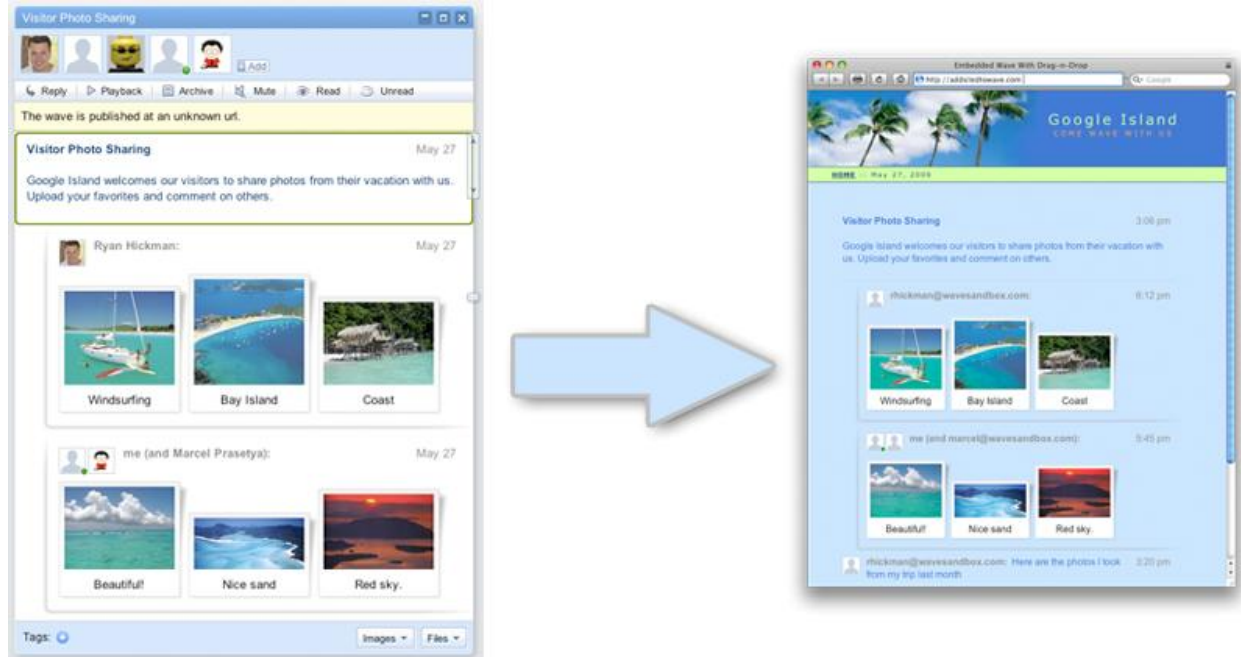 Visitor Photo Sharing
Add
Reply Playback Archive Mute Read Unread
The wave is published at an unknown url.
Visitor Photo Sharing May 27
Google Island welcomes our visitors to share photos from their vacation with us.
Upload your favorites and comment on others.
Ryan Hickman: May 27
Windsurfing Bay Island Coast
me (and Marcel Prasetya): May 27
Beautiful! Nice sand Red sky.
Tags: Images Files
Embedded Wave With Drag-n-Drop
http://addictedtowave.com Google
Google Island
COME WAVE WITH US
HOME -- May 27, 2009
Visitor Photo Sharing 3:06 pm
Google Island welcomes our visitors to share photos from their vacation with
us. Upload your favorites and comment on others.
rhickman@wavesandbox.com: 6:12 pm
Windsurfing Bay Island Coast
me (and marcel@wavesandbox.com): 5:45 pm
Beautiful! Nice sand Red sky.
rhickman@wavesandbox.com: Here are the photos I took 3:20 pm
from my trip last month